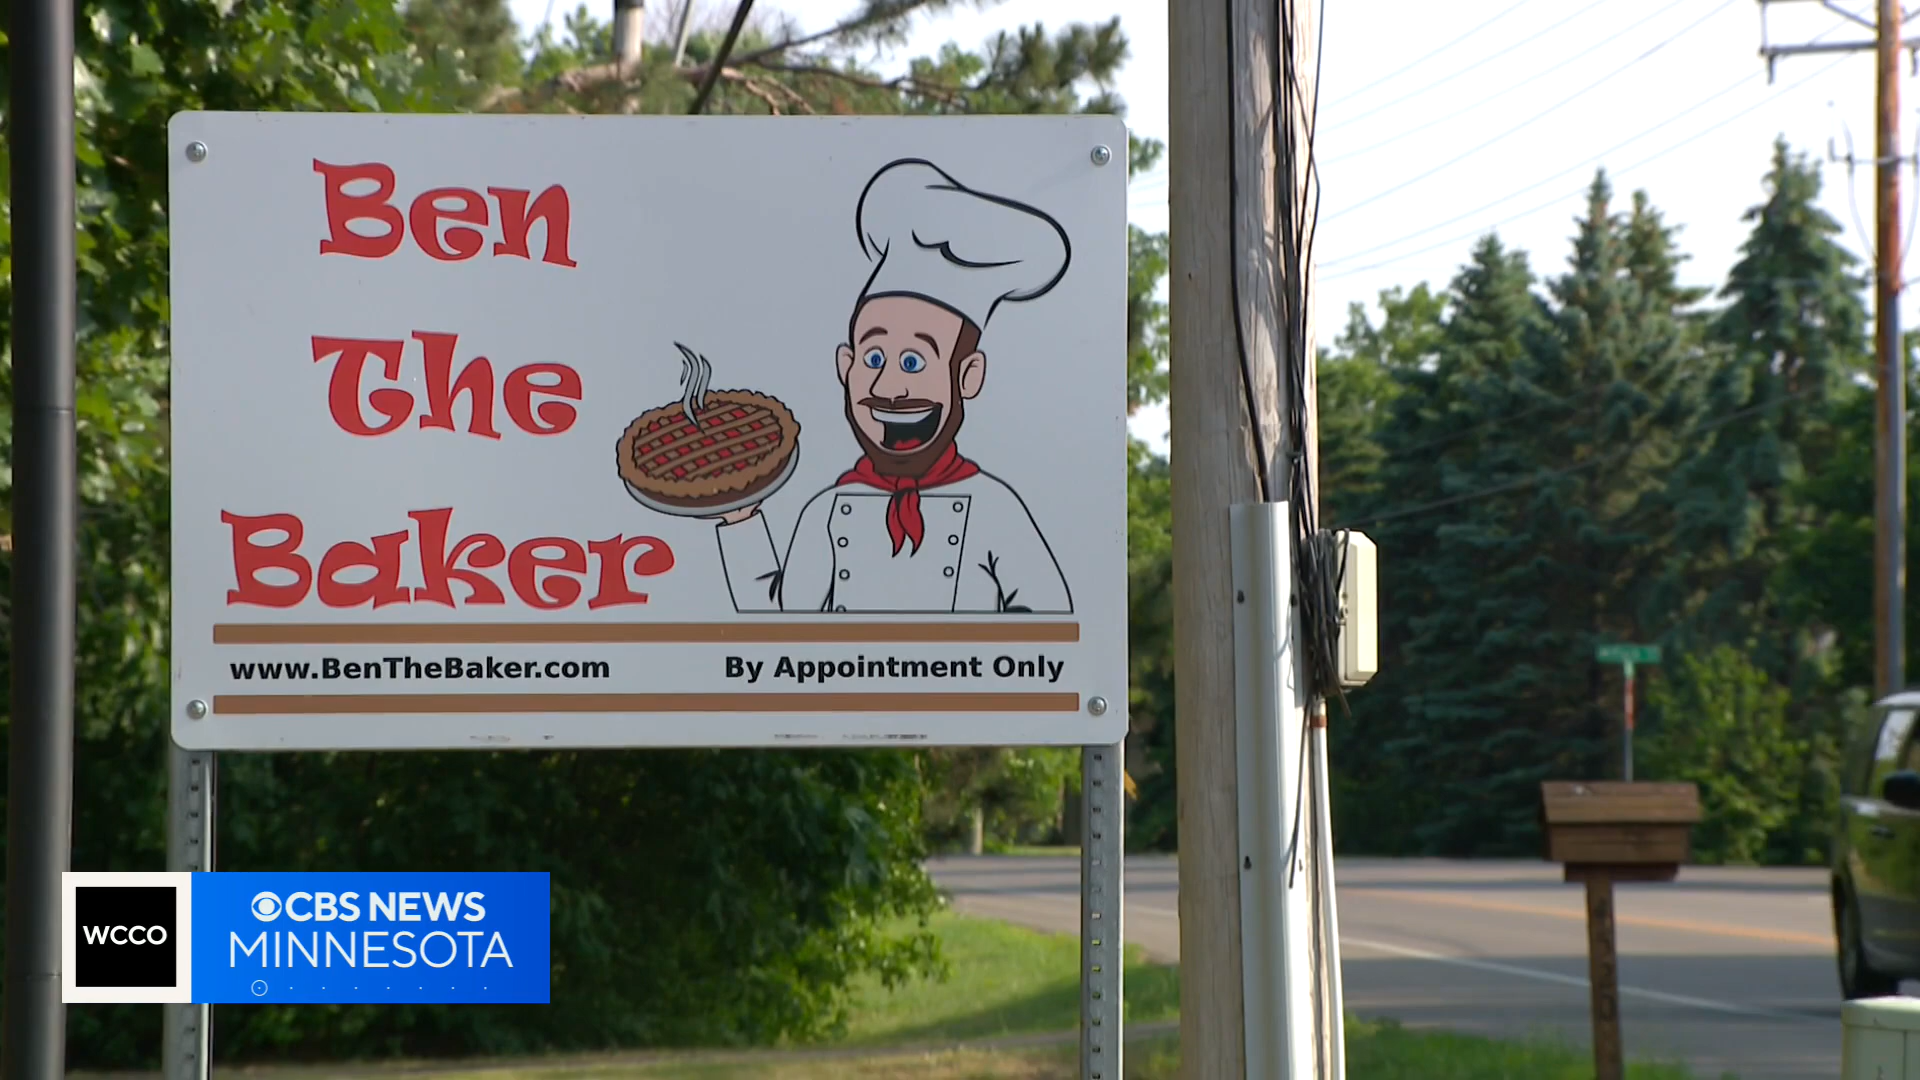 Ben
The
Baker
www.BenTheBaker.com
By Appointment Only
WCCO
CBS NEWS
MINNESOTA